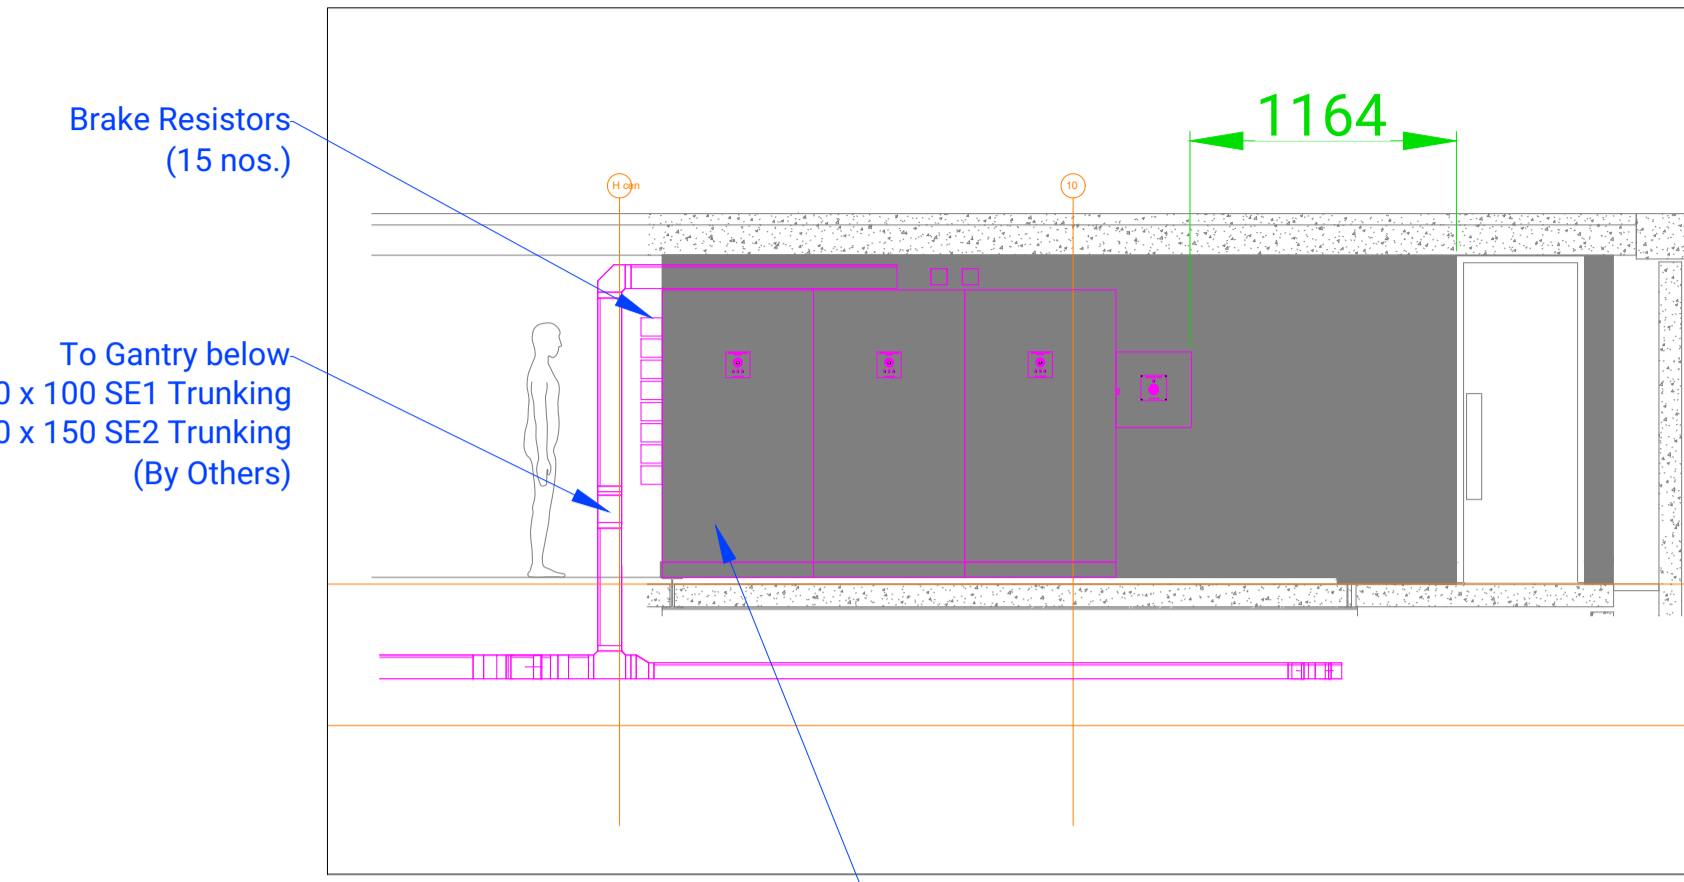 1164
Brake Resistors
(15 nos.)
H cen
10
To Gantry below
0 x 100 SE1 Trunking
0 x 150 SE2 Trunking
(By Others)